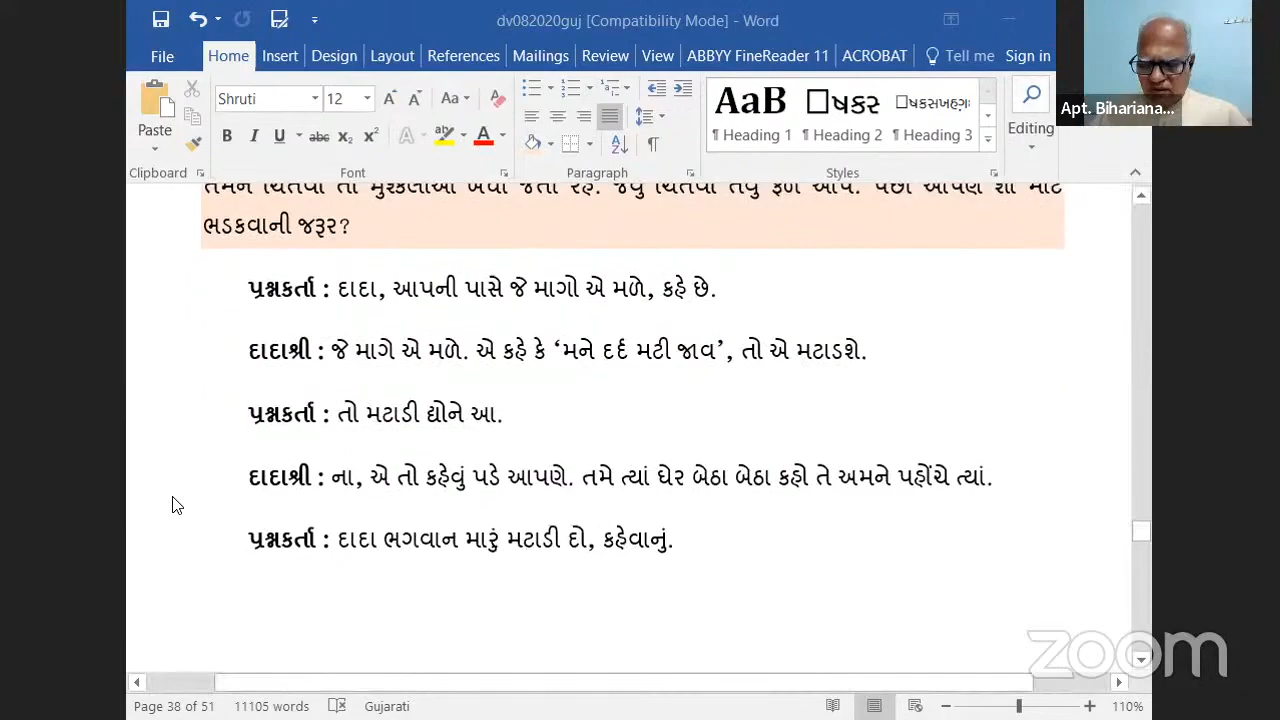 dv082020guj [Compatibility Mode] - Word
File Home Insert Design Layout References Mailings Review View ABBYY FineReader 11 ACROBAT Tell me Sign in
Apt. Bihariana...
Shruti 12 Aa AaB
Paste B I U abc X₂ X² A A ¶ Heading 1 ¶ Heading 2 ¶ Heading 3 Editing
Clipboard Font Paragraph Styles
ભડકવાની જરૂર?
પ્રશ્નકર્તા : દાદા, આપની પાસે જે માગો એ મળે, કહે છે.
દાદાશ્રી : જે માગે એ મળે. એ કહે કે ‘મને દર્દ મટી જાવ’, તો એ મટાડશે.
પ્રશ્નકર્તા : તો મટાડી દ્યોને આ.
દાદાશ્રી : ના, એ તો કહેવું પડે આપણે. તમે ત્યાં ઘેર બેઠા બેઠા કહો તે અમને પહોંચે ત્યાં.
પ્રશ્નકર્તા : દાદા ભગવાન મારું મટાડી દો, કહેવાનું.
zoom
Page 38 of 51 11105 words Gujarati 110%